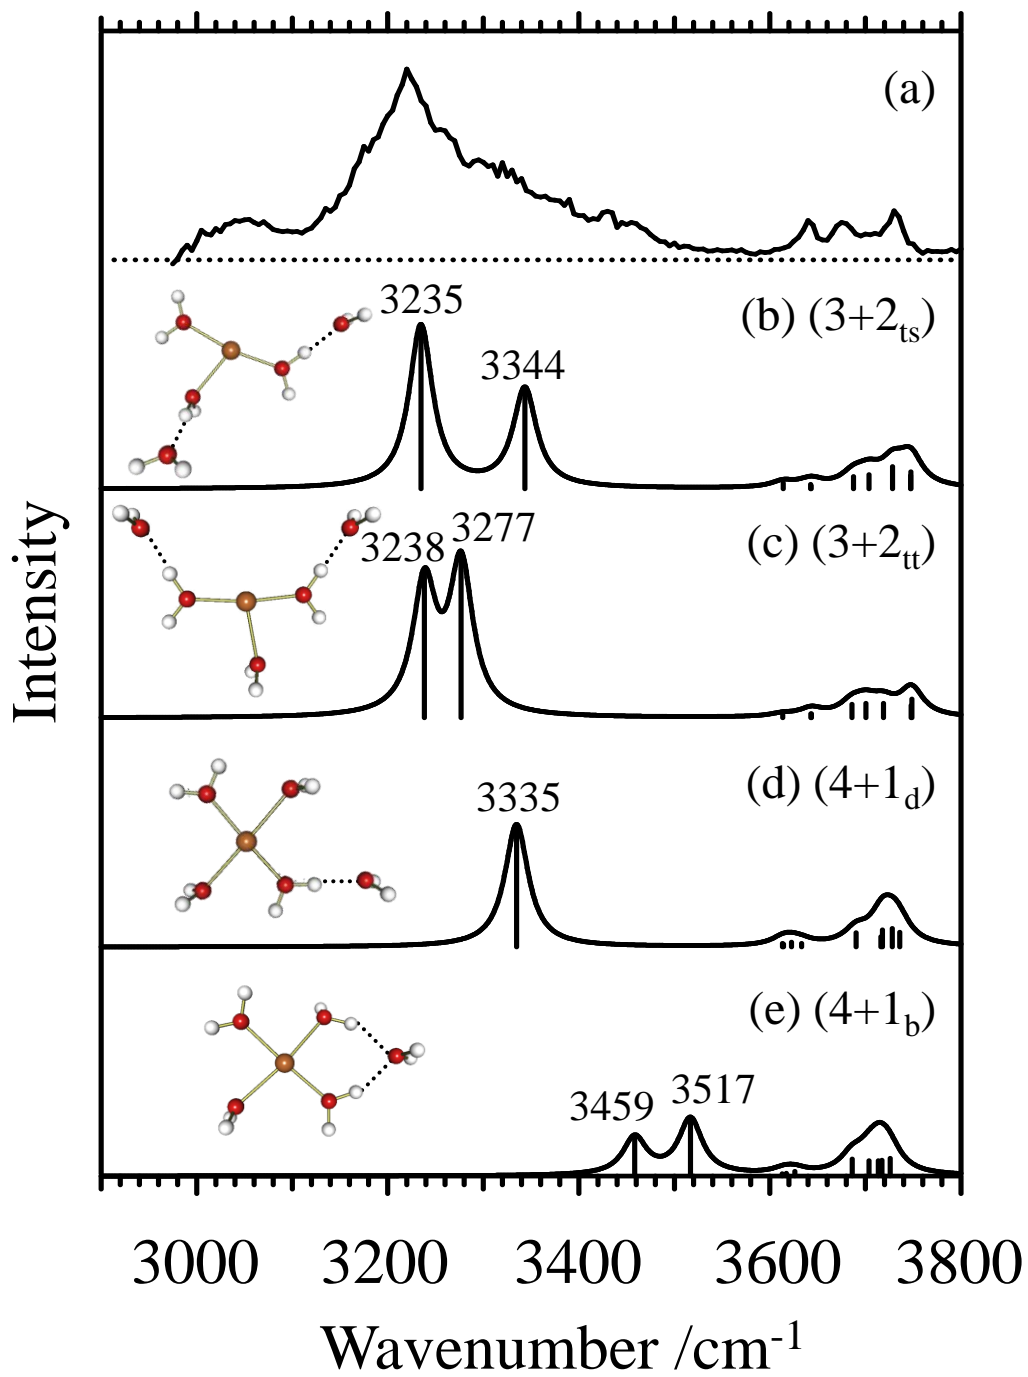 (a)
3235
(b) (3+2ts)
3344
3238
3277
(c) (3+2tt)
3335
(d) (4+1d)
3459
3517
(e) (4+1b)
Intensity
3000 3200 3400 3600 3800
Wavenumber /cm-1